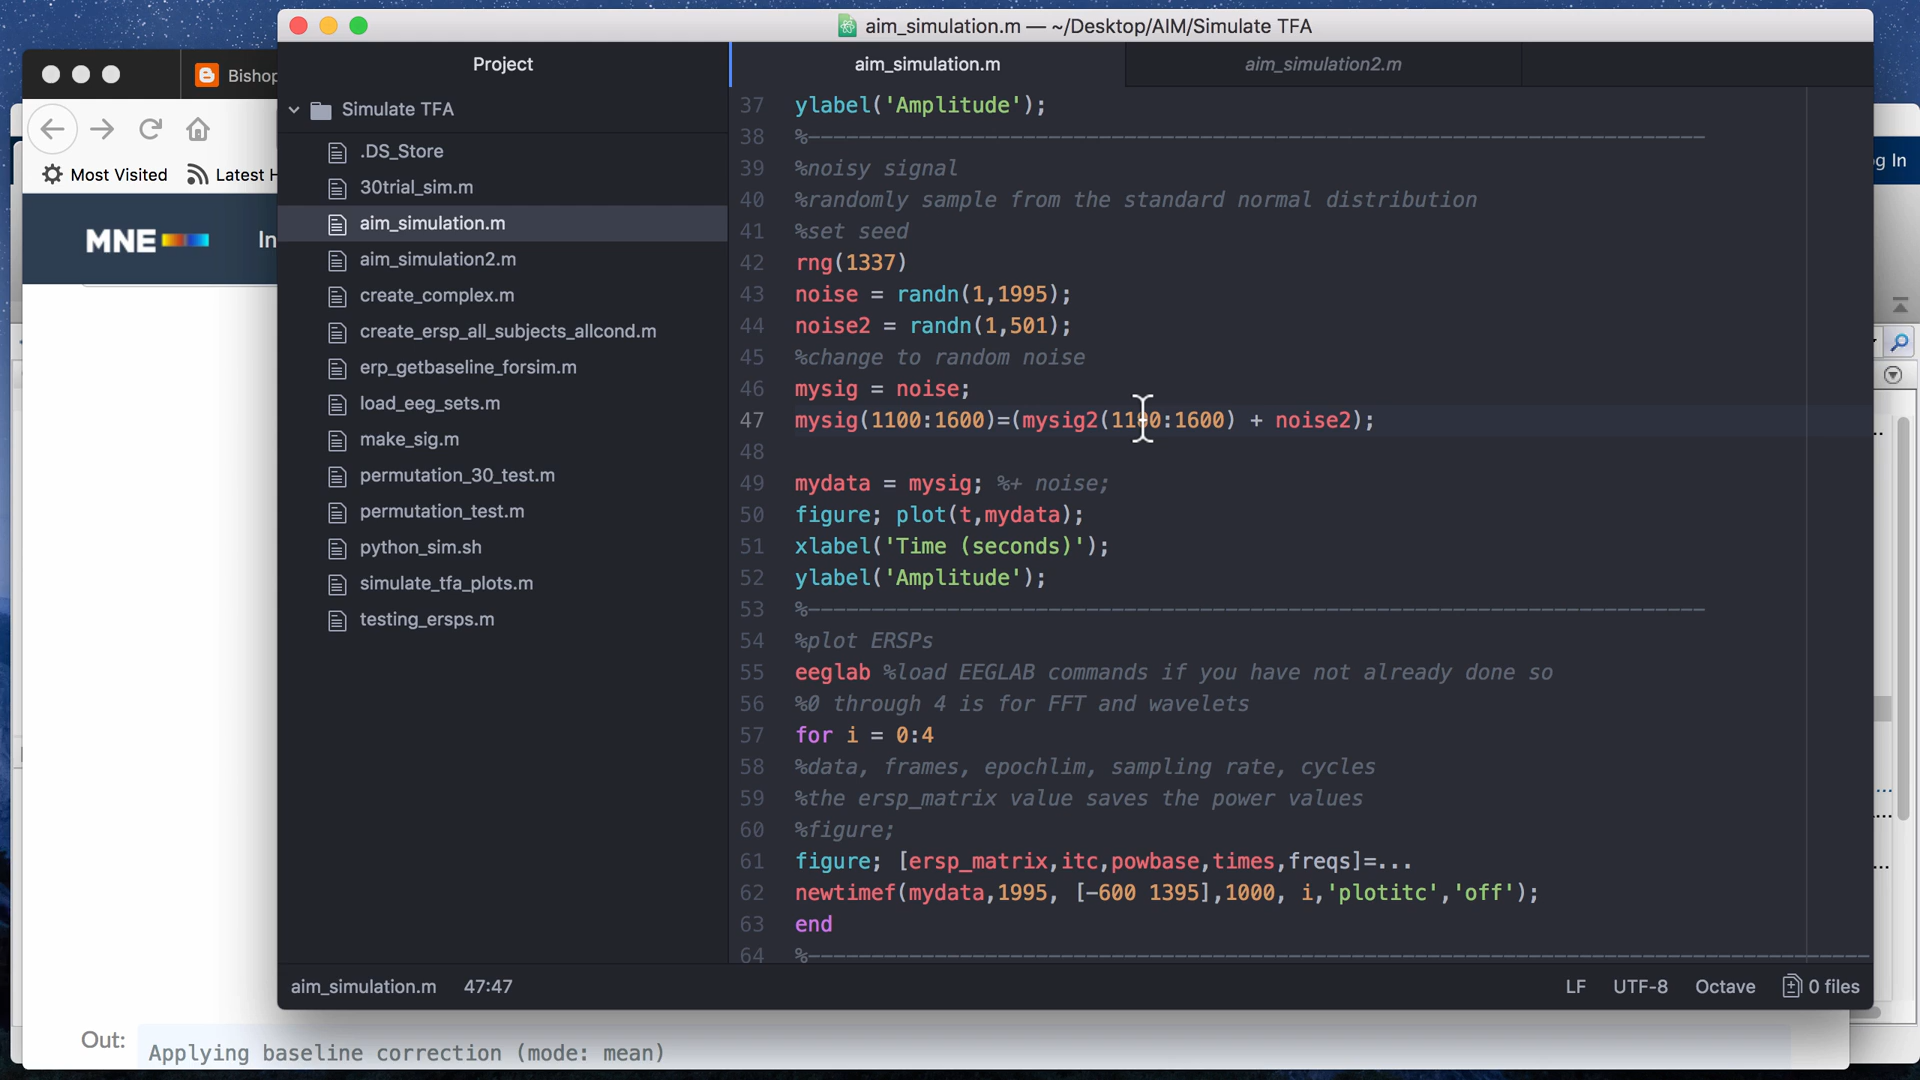 aim_simulation.m — ~/Desktop/AIM/Simulate TFA
Bishop
Most Visited
Latest H
MNE
In
g In
Project
Simulate TFA
.DS_Store
30trial_sim.m
aim_simulation.m
aim_simulation2.m
create_complex.m
create_ersp_all_subjects_allcond.m
erp_getbaseline_forsim.m
load_eeg_sets.m
make_sig.m
permutation_30_test.m
permutation_test.m
python_sim.sh
simulate_tfa_plots.m
testing_ersps.m
aim_simulation.m
aim_simulation2.m
37 ylabel('Amplitude');
38 %-----------------------------------------------------------------------
39 %noisy signal
40 %randomly sample from the standard normal distribution
41 %set seed
42 rng(1337)
43 noise = randn(1,1995);
44 noise2 = randn(1,501);
45 %change to random noise
46 mysig = noise;
47 mysig(1100:1600)=(mysig2(1100:1600) + noise2);
48
49 mydata = mysig; %+ noise;
50 figure; plot(t,mydata);
51 xlabel('Time (seconds)');
52 ylabel('Amplitude');
53 %-----------------------------------------------------------------------
54 %plot ERSPs
55 eeglab %load EEGLAB commands if you have not already done so
56 %0 through 4 is for FFT and wavelets
57 for i = 0:4
58 %data, frames, epochlim, sampling rate, cycles
59 %the ersp_matrix value saves the power values
60 %figure;
61 figure; [ersp_matrix,itc,powbase,times,freqs]=...
62 newtimef(mydata,1995, [-600 1395],1000, i,'plotitc','off');
63 end
64 %------------------------------------------------------------------------------------
aim_simulation.m 47:47
LF UTF-8 Octave 0 files
Out:
Applying baseline correction (mode: mean)